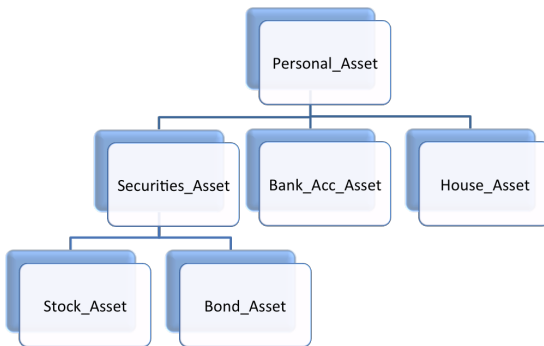 Personal_Asset
Securities_Asset
Bank_Acc_Asset
House_Asset
Stock_Asset
Bond_Asset